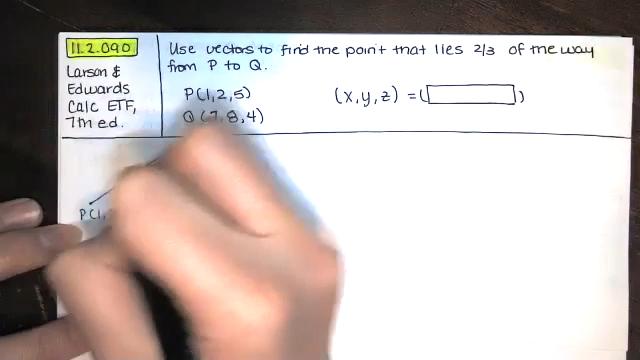 11.2.090
Larson &
Edwards
Calc ETF,
7th ed.
Use vectors to find the point that lies 2/3 of the way
from P to Q.
P(1,2,5)
(x,y,z) = ( )
Q(7,8,4)
P(1,